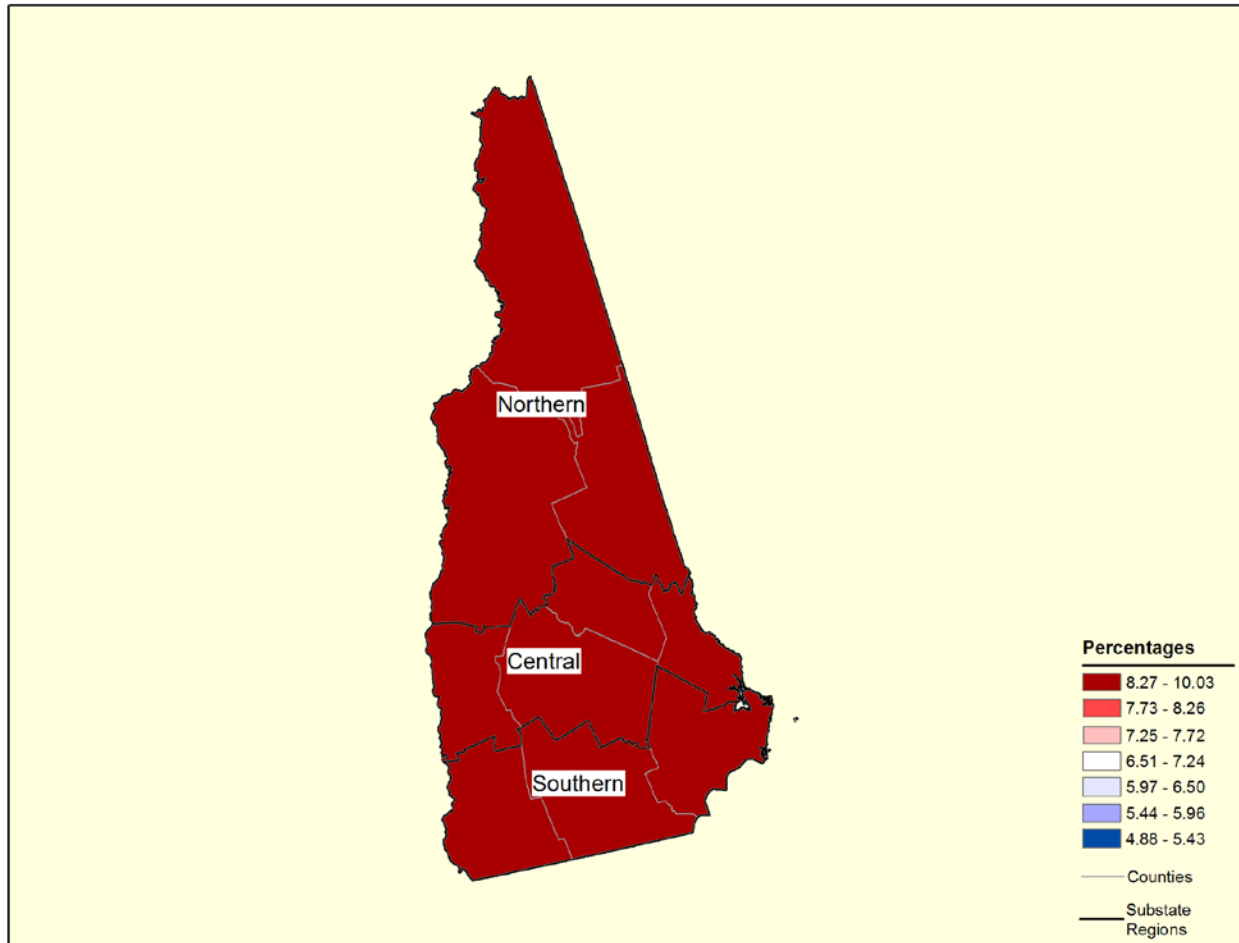 Northern
Central
Southern
Percentages
8.27 - 10.03
7.73 - 8.26
7.25 - 7.72
6.51 - 7.24
5.97 - 6.50
5.44 - 5.96
4.88 - 5.43
Counties
Substate
Regions